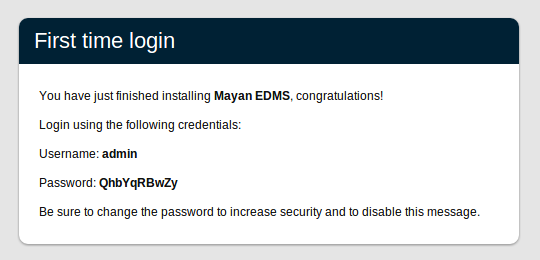 First time login
You have just finished installing Mayan EDMS, congratulations!
Login using the following credentials:
Username: admin
Password: QhbYqRBwZy
Be sure to change the password to increase security and to disable this message.